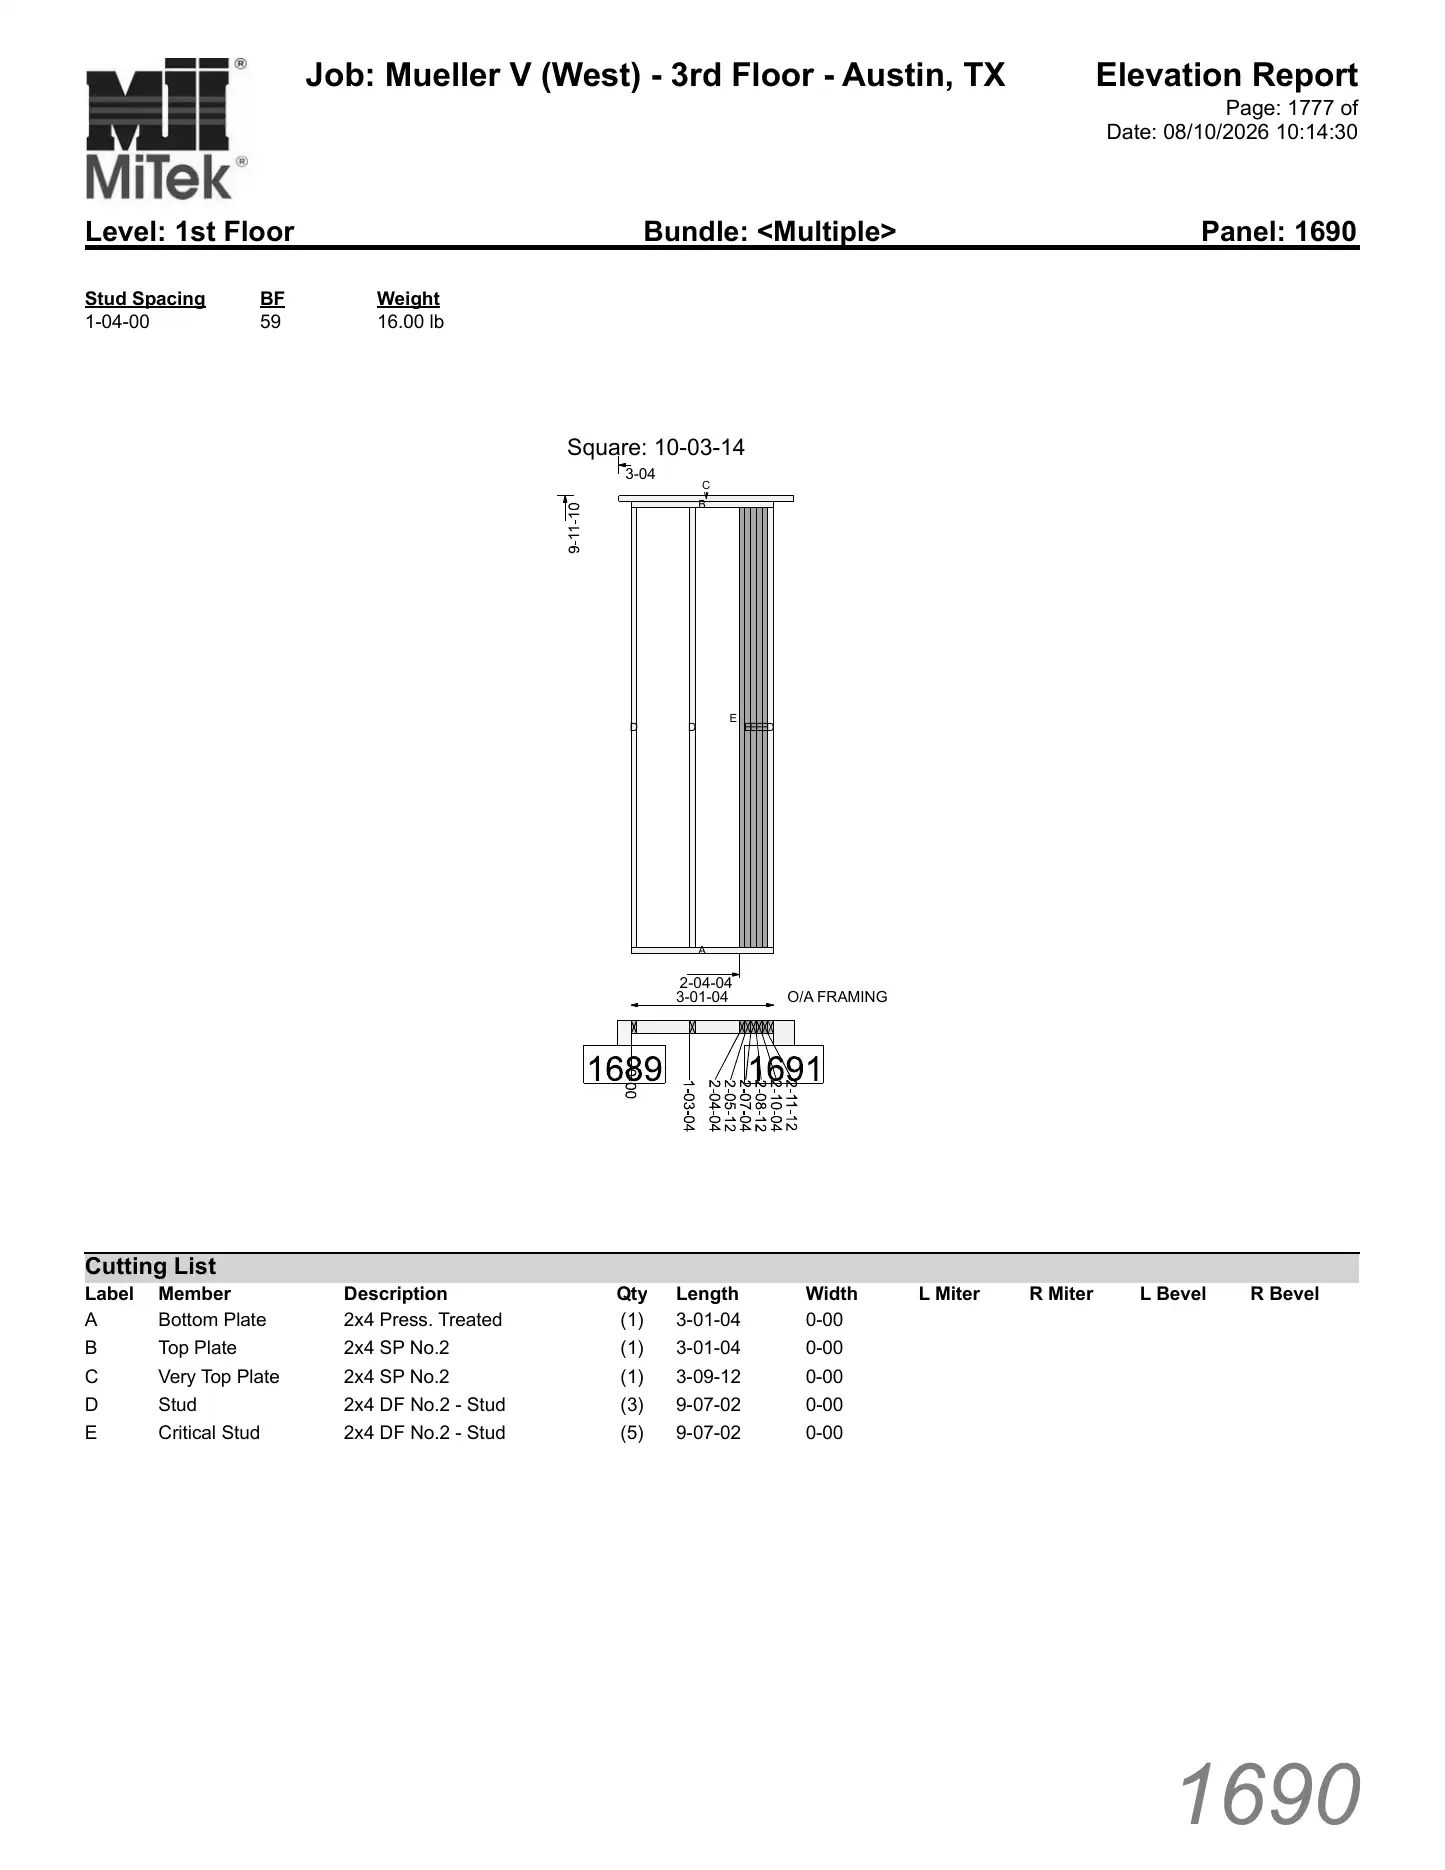 Job: Mueller V (West) - 3rd Floor - Austin, TX
Elevation Report
Page: 1777 of
Date: 08/10/2026 10:14:30
MiTek®
Level: 1st Floor Bundle: <Multiple> Panel: 1690
Stud Spacing BF Weight
1-04-00 59 16.00 lb
Square: 10-03-14
3-04
C
B
9-11-10
E
D D D
A
2-04-04
3-01-04 O/A FRAMING
1689 1691
1-03-04
2-04-04
2-05-12
2-07-04
2-08-12
2-10-04
2-11-12
Cutting List
Label Member Description Qty Length Width L Miter R Miter L Bevel R Bevel
A Bottom Plate 2x4 Press. Treated (1) 3-01-04 0-00
B Top Plate 2x4 SP No.2 (1) 3-01-04 0-00
C Very Top Plate 2x4 SP No.2 (1) 3-09-12 0-00
D Stud 2x4 DF No.2 - Stud (3) 9-07-02 0-00
E Critical Stud 2x4 DF No.2 - Stud (5) 9-07-02 0-00
1690